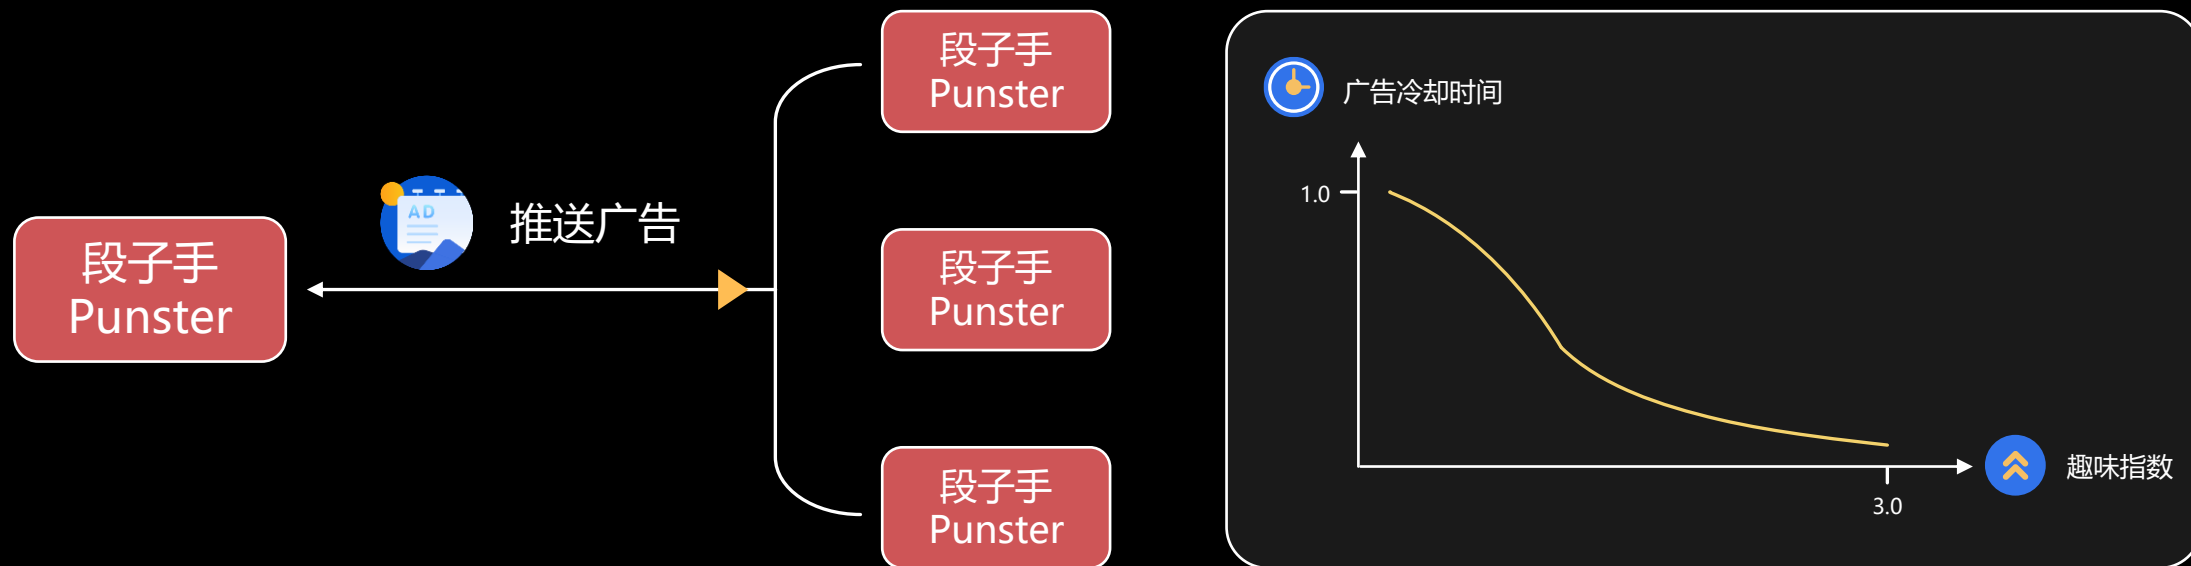 段子手
Punster
AD
推送广告
段子手
Punster
段子手
Punster
段子手
Punster
广告冷却时间
1.0
3.0
趣味指数